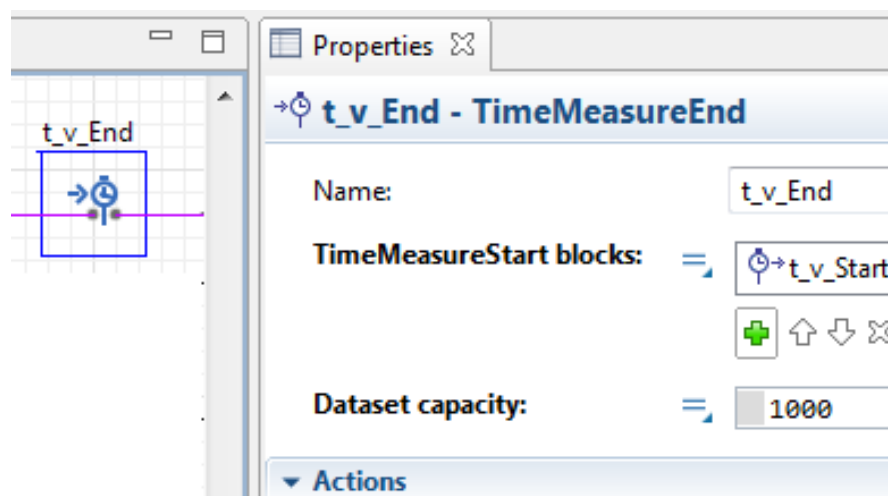 Properties
t_v_End
t_v_End - TimeMeasureEnd
Name:
t_v_End
TimeMeasureStart blocks:
t_v_Start
Dataset capacity:
1000
Actions